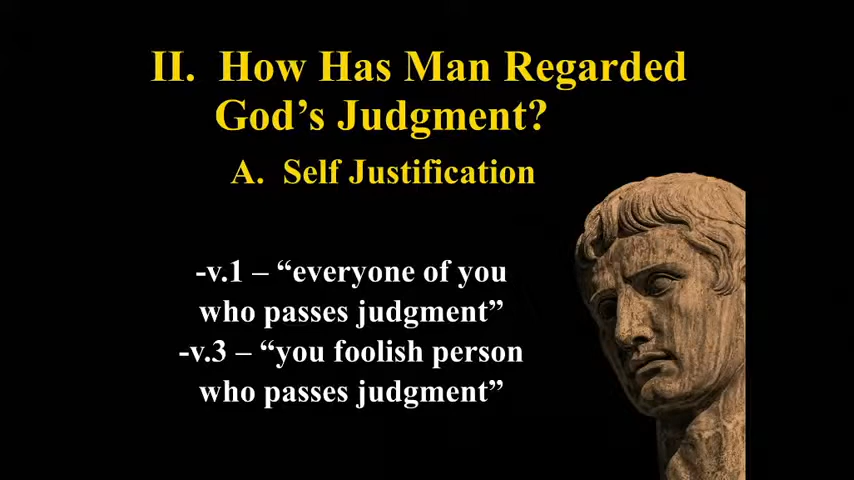 II. How Has Man Regarded
God’s Judgment?
A. Self Justification
-v.1 – “everyone of you
who passes judgment”
-v.3 – “you foolish person
who passes judgment”